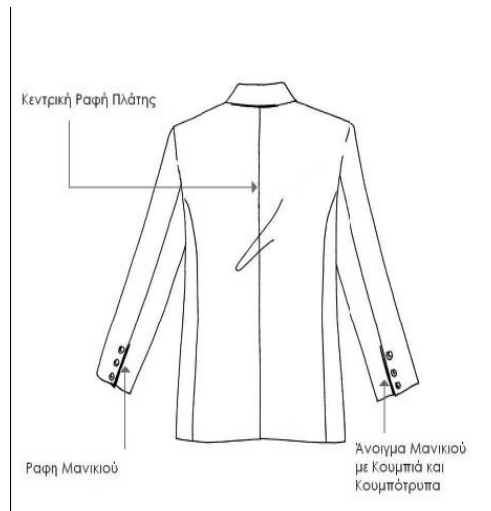 Κεντρική Ραφή Πλάτης
Ραφη Μανικιού
Άνοιγμα Μανικιού
με Κουμπιά και
Κουμπότρυπα